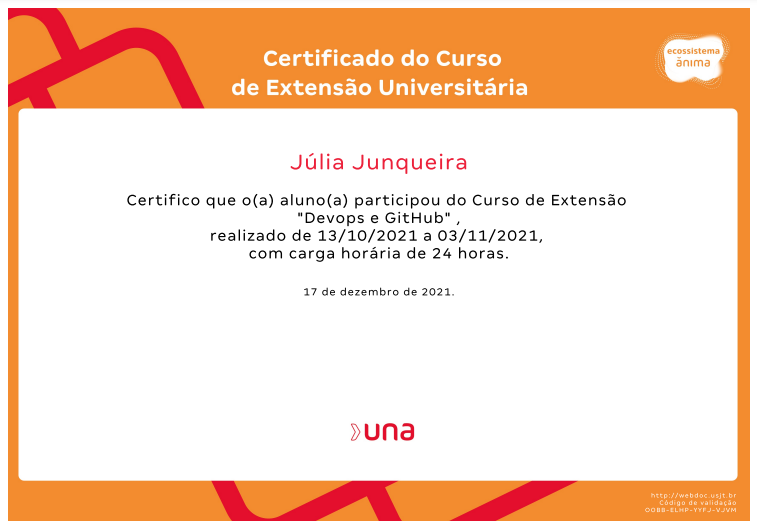 Certificado do Curso
de Extensão Universitária
ecossistema
ănima
Júlia Junqueira
Certifico que o(a) aluno(a) participou do Curso de Extensão
"Devops e GitHub" ,
realizado de 13/10/2021 a 03/11/2021,
com carga horária de 24 horas.
17 de dezembro de 2021.
una
http://webdoc.usjt.br
Código de validação
OO8B-ELHP-YYFJ-VJVM